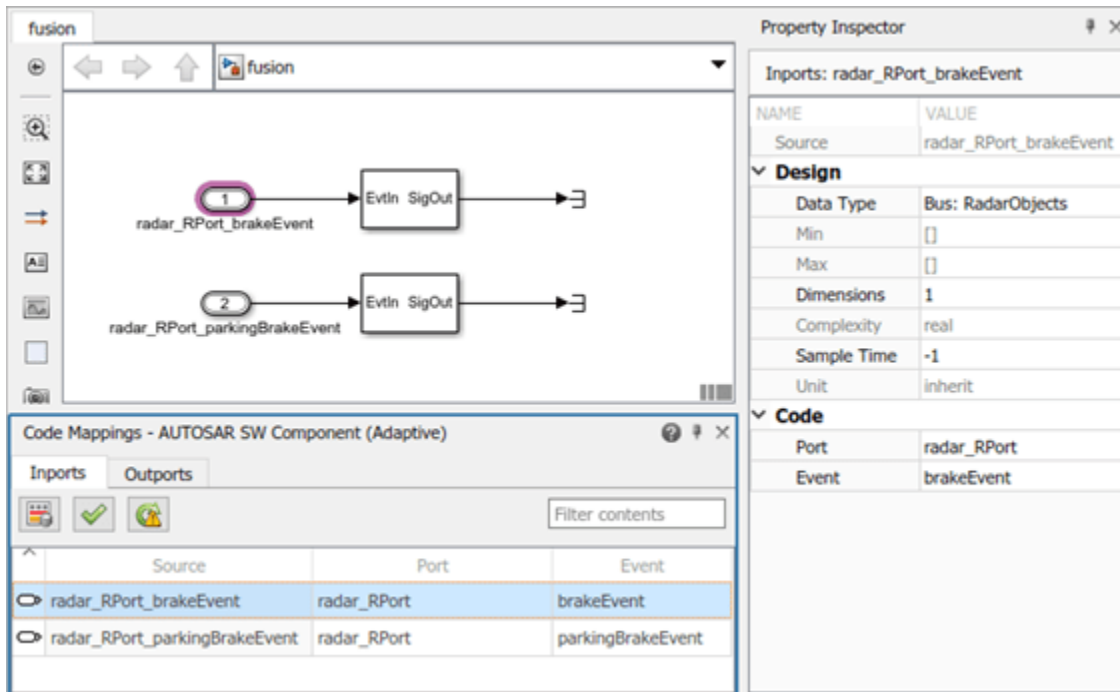 fusion
fusion
1
EvtIn SigOut
radar_RPort_brakeEvent
2
EvtIn SigOut
radar_RPort_parkingBrakeEvent
Code Mappings - AUTOSAR SW Component (Adaptive)
Inports Outports
Filter contents
Source Port Event
radar_RPort_brakeEvent radar_RPort brakeEvent
radar_RPort_parkingBrakeEvent radar_RPort parkingBrakeEvent
Property Inspector
Inports: radar_RPort_brakeEvent
NAME VALUE
Source radar_RPort_brakeEvent
Design
Data Type Bus: RadarObjects
Min []
Max []
Dimensions 1
Complexity real
Sample Time -1
Unit inherit
Code
Port radar_RPort
Event brakeEvent